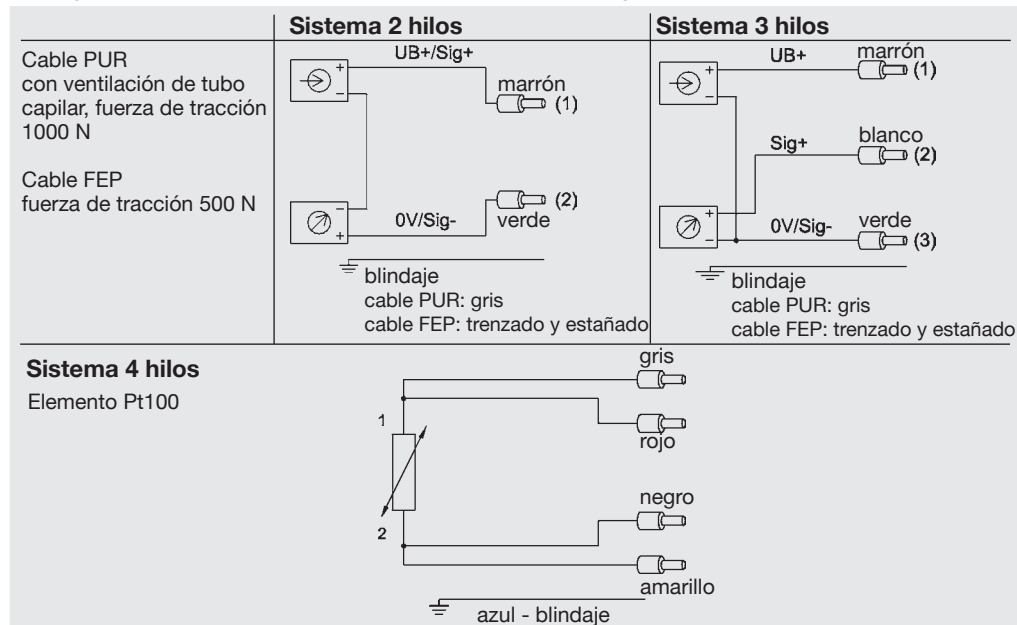 Sistema 2 hilos
Sistema 3 hilos
Cable PUR
con ventilación de tubo
capilar, fuerza de tracción
1000 N
Cable FEP
fuerza de tracción 500 N
UB+/Sig+
+
−
marrón
(1)
−
+
0V/Sig-
(2)
verde
blindaje
cable PUR: gris
cable FEP: trenzado y estañado
UB+
+
−
marrón
(1)
Sig+
blanco
(2)
+
−
0V/Sig-
verde
(3)
blindaje
cable PUR: gris
cable FEP: trenzado y estañado
Sistema 4 hilos
Elemento Pt100
gris
1
rojo
negro
2
amarillo
azul - blindaje